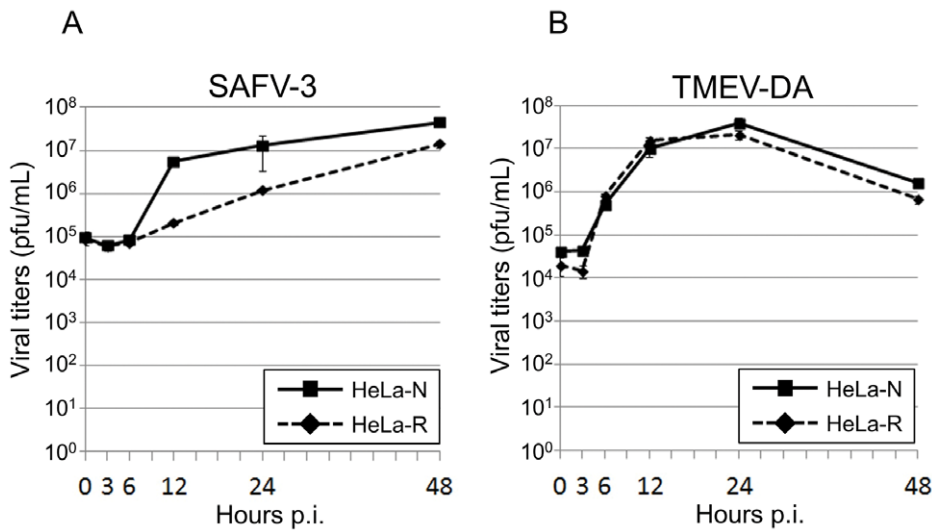 A
SAFV-3
Viral titers (pfu/mL)
10⁸
10⁷
10⁶
10⁵
10⁴
10³
10²
10¹
10⁰
HeLa-N
HeLa-R
0 3 6 12 24 48
Hours p.i.
B
TMEV-DA
Viral titers (pfu/mL)
10⁸
10⁷
10⁶
10⁵
10⁴
10³
10²
10¹
10⁰
HeLa-N
HeLa-R
0 3 6 12 24 48
Hours p.i.